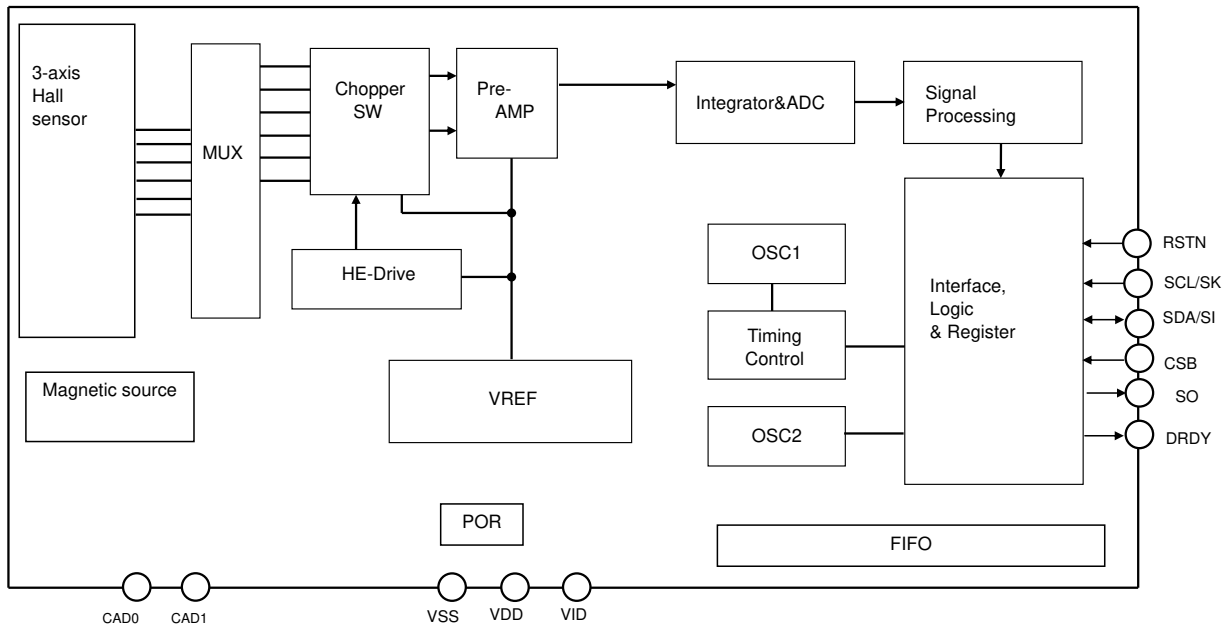 3-axis
Hall
sensor
MUX
Chopper
SW
Pre-
AMP
Integrator&ADC
Signal
Processing
HE-Drive
OSC1
Timing
Control
OSC2
Interface,
Logic
& Register
RSTN
SCL/SK
SDA/SI
CSB
SO
DRDY
Magnetic source
VREF
POR
FIFO
CAD0
CAD1
VSS
VDD
VID